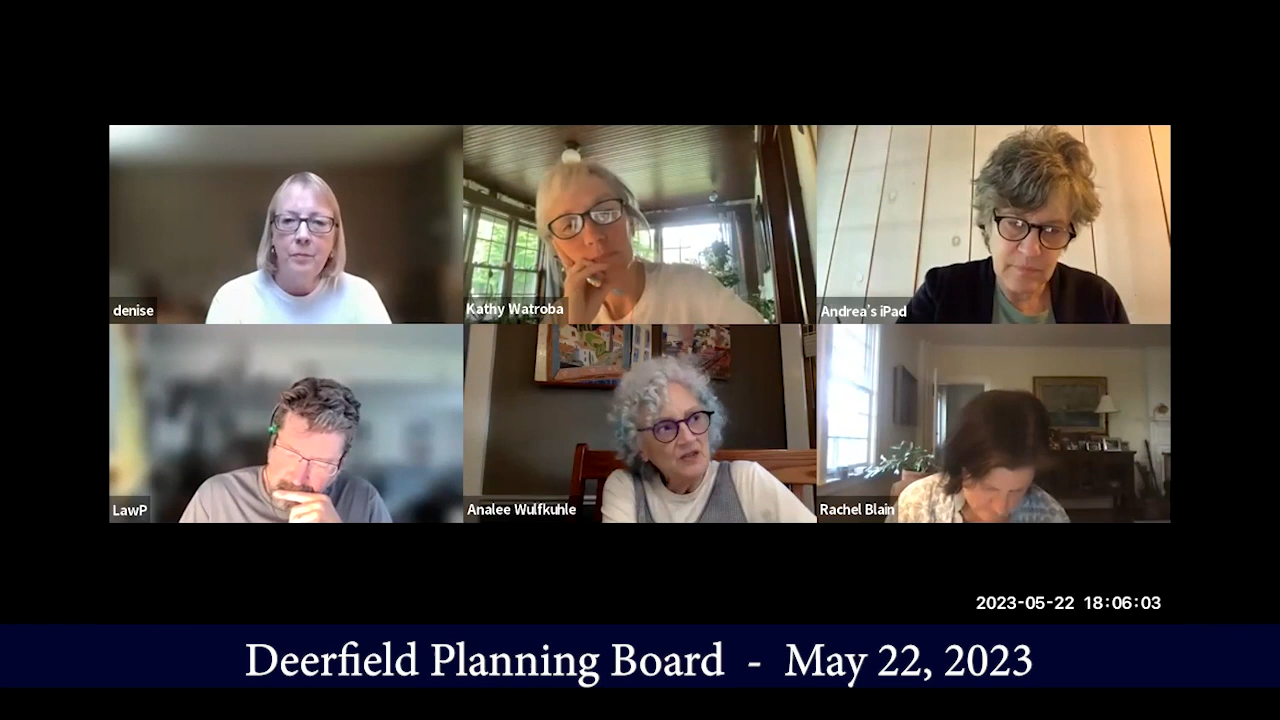 denise
Kathy Watroba
Andrea's iPad
LawP
Analee Wulfkuhle
Rachel Blain
2023-05-22 18:06:03
Deerfield Planning Board - May 22, 2023